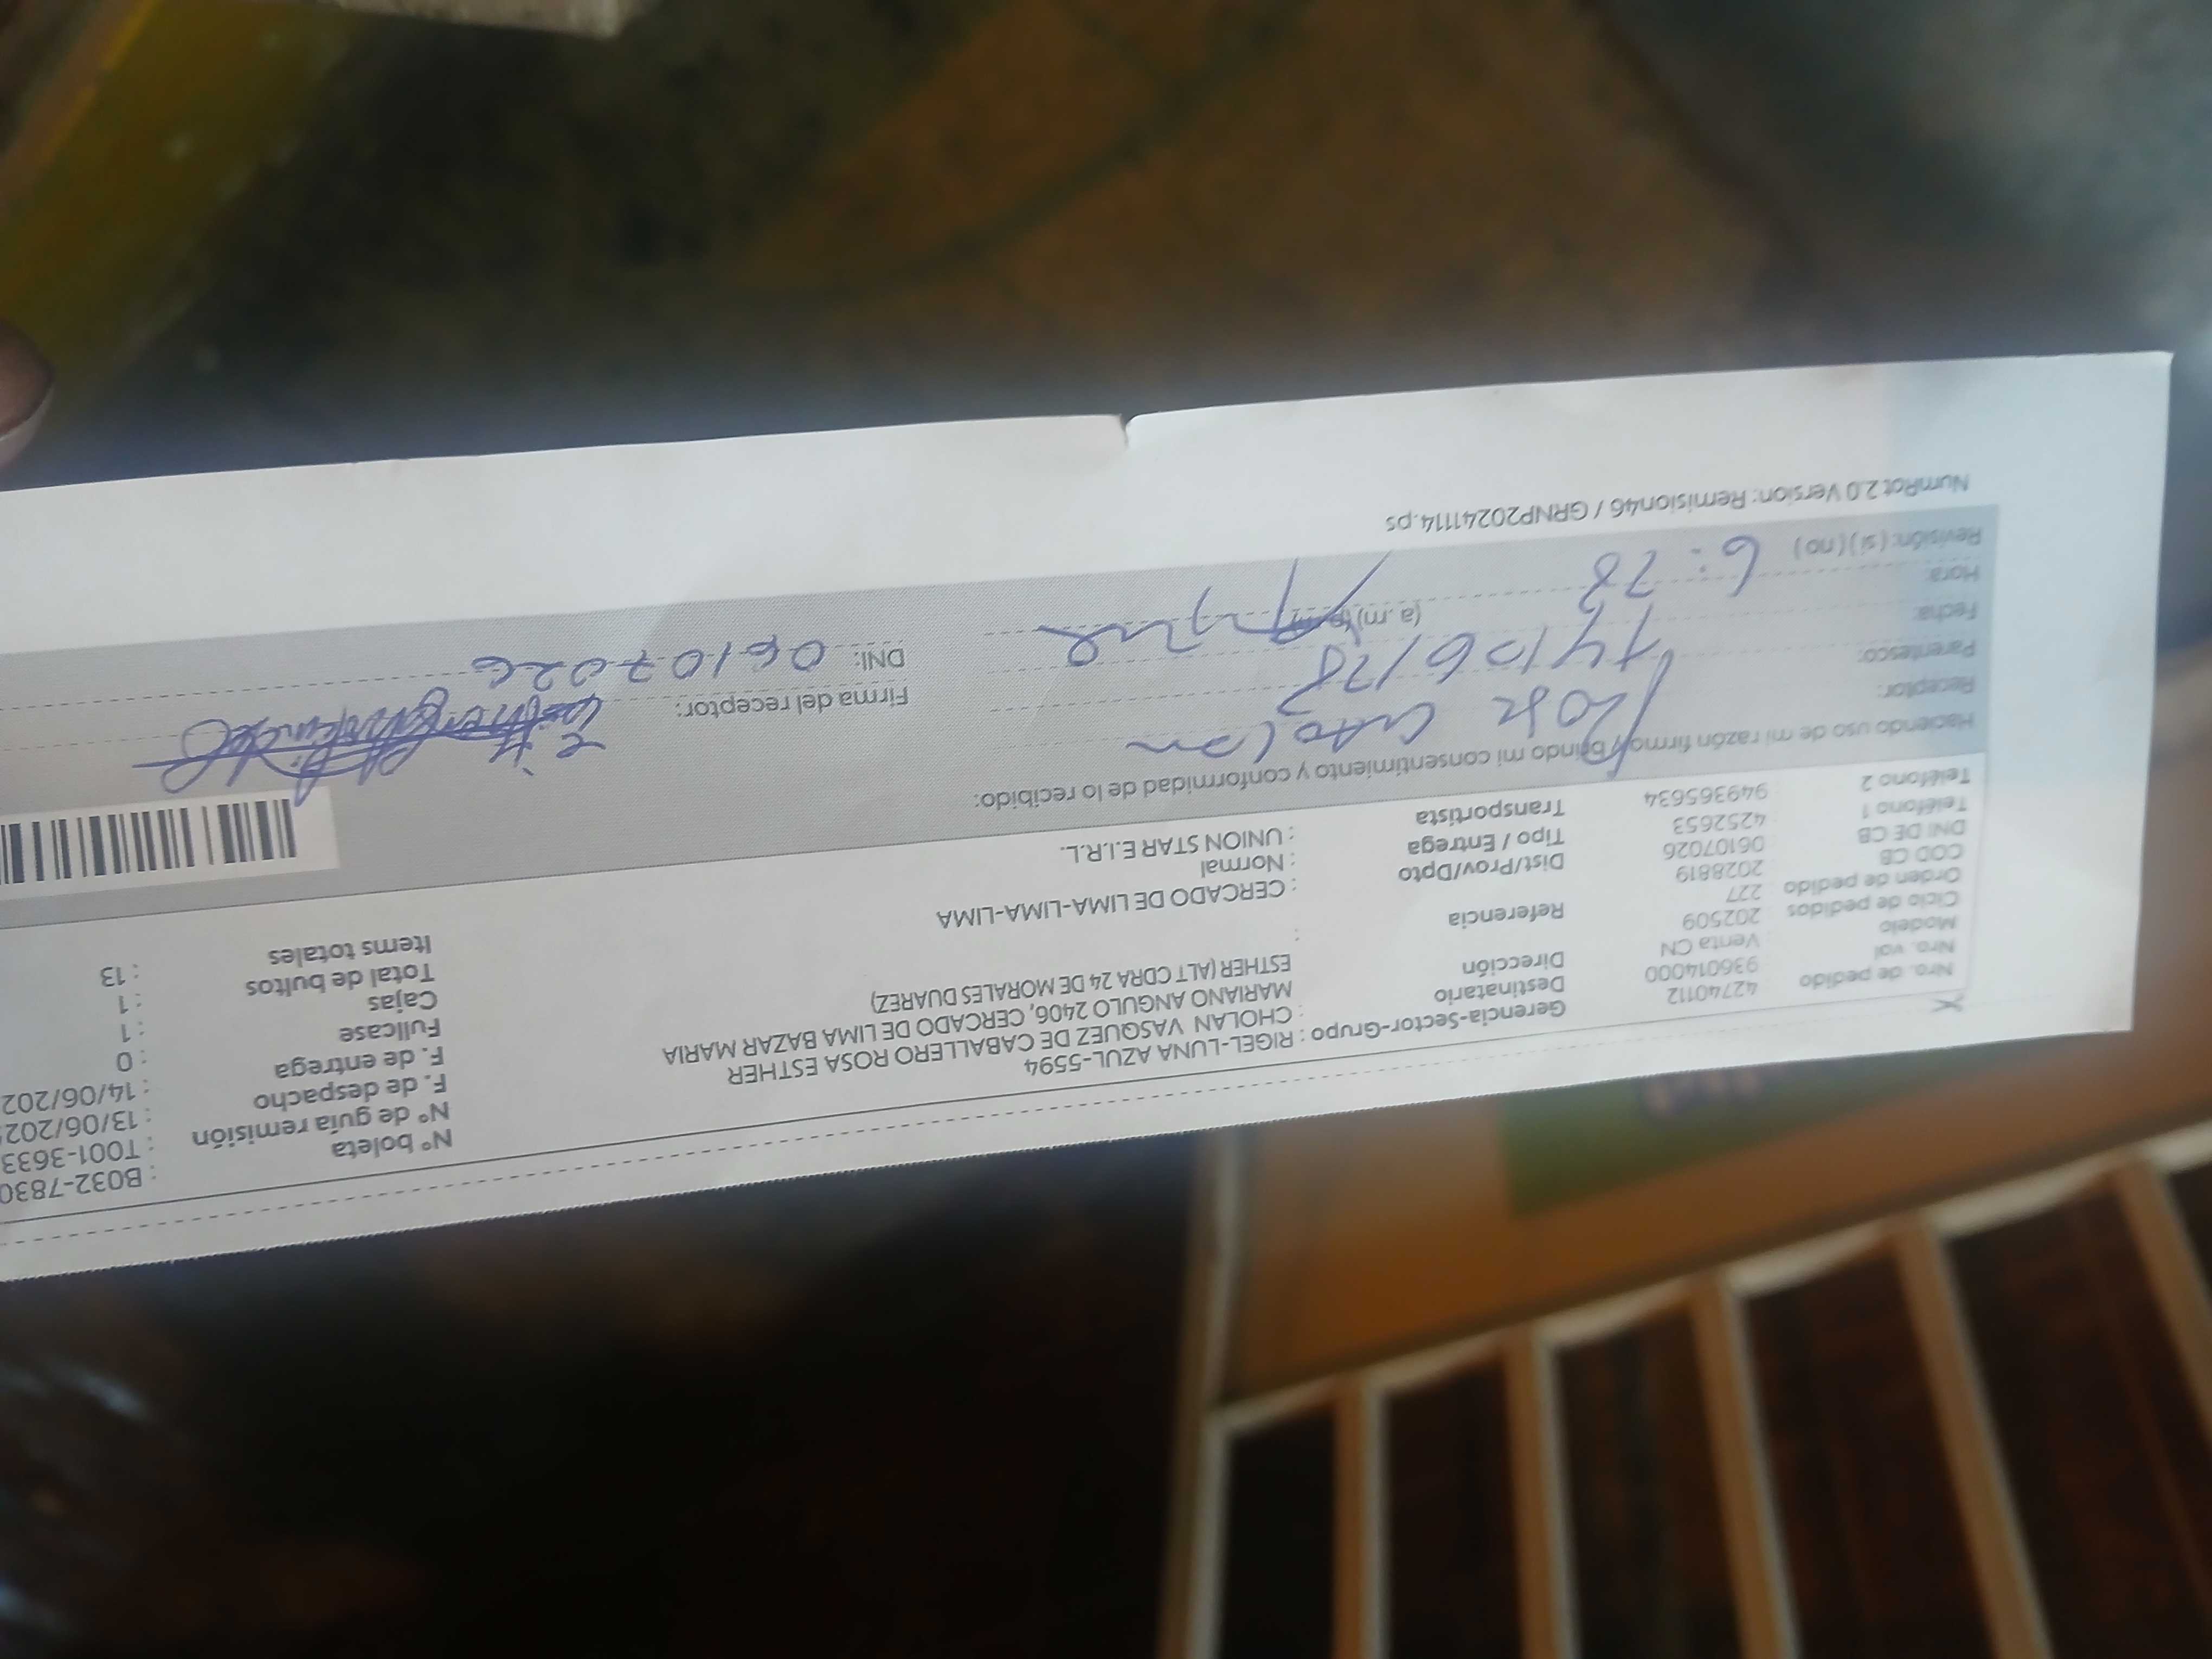 Nº boleta : B032-7830
Nº de guía remisión : T001-3633
F. de despacho : 13/06/202
F. de entrega : 14/06/202
Fullcase : 0
Cajas : 1
Total de bultos : 1
Items totales : 13
Gerencia-Sector-Grupo : RIGEL-LUNA AZUL-5594
Destinatario : CHOLAN VASQUEZ DE CABALLERO ROSA ESTHER
Dirección : MARIANO ANGULO 2406, CERCADO DE LIMA BAZAR MARIA
ESTHER (ALT CDRA 24 DE MORALES DUAREZ)
Referencia :
Dist/Prov/Dpto : CERCADO DE LIMA-LIMA-LIMA
Tipo / Entrega : Normal
Transportista : UNION STAR E.I.R.L.
Nro. de pedido 42740112
Nro. val 936014000
Modelo Venta CN
Ciclo de pedidos 202509
Orden de pedido 227
COD CB 2028819
DNI DE CB 06107026
Teléfono 1 4252653
Teléfono 2 949365634
Haciendo uso de mi razón firmo brindo mi consentimiento y conformidad de lo recibido:
Receptor:
Parentesco:
Fecha: 14/06/
Hora: (a.m)
Revisión: (si) (no)
Firma del receptor:
DNI: 06107026
NumRot 2.0 Version: Remision46 / GRNP20241114.ps